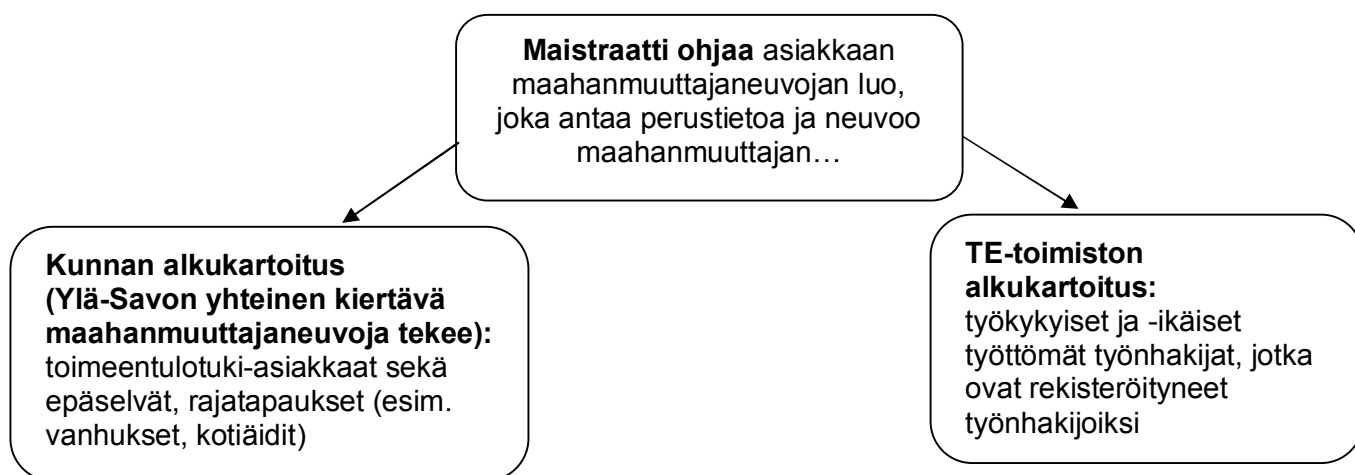 Maistraatti ohjaa asiakkaan
maahanmuuttajaneuvojan luo,
joka antaa perustietoa ja neuvoo
maahanmuuttajan…
Kunnan alkukartoitus
(Ylä-Savon yhteinen kiertävä
maahanmuuttajaneuvoja tekee):
toimeentulotuki-asiakkaat sekä
epäselvät, rajatapaukset (esim.
vanhukset, kotiäidit)
TE-toimiston
alkukartoitus:
työkykyiset ja -ikäiset
työttömät työnhakijat, jotka
ovat rekisteröityneet
työnhakijoiksi